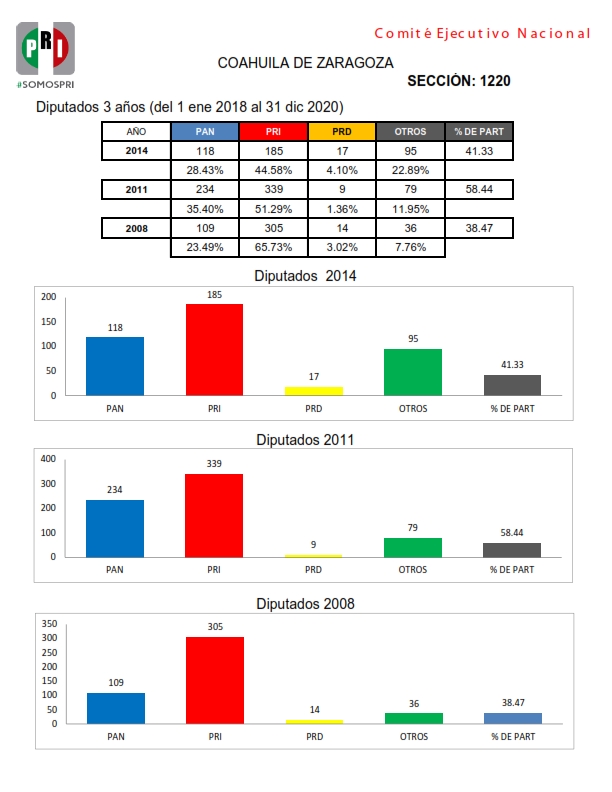 Comité Ejecutivo Nacional
PRI
#SOMOSPRI
COAHUILA DE ZARAGOZA
SECCIÓN: 1220
Diputados 3 años (del 1 ene 2018 al 31 dic 2020)
AÑO PAN PRI PRD OTROS % DE PART
2014 118 185 17 95 41.33
28.43% 44.58% 4.10% 22.89%
2011 234 339 9 79 58.44
35.40% 51.29% 1.36% 11.95%
2008 109 305 14 36 38.47
23.49% 65.73% 3.02% 7.76%
Diputados 2014
200
150
100
50
0
118 185 17 95 41.33
PAN PRI PRD OTROS % DE PART
Diputados 2011
400
300
200
100
0
234 339 9 79 58.44
PAN PRI PRD OTROS % DE PART
Diputados 2008
350
300
250
200
150
100
50
0
109 305 14 36 38.47
PAN PRI PRD OTROS % DE PART